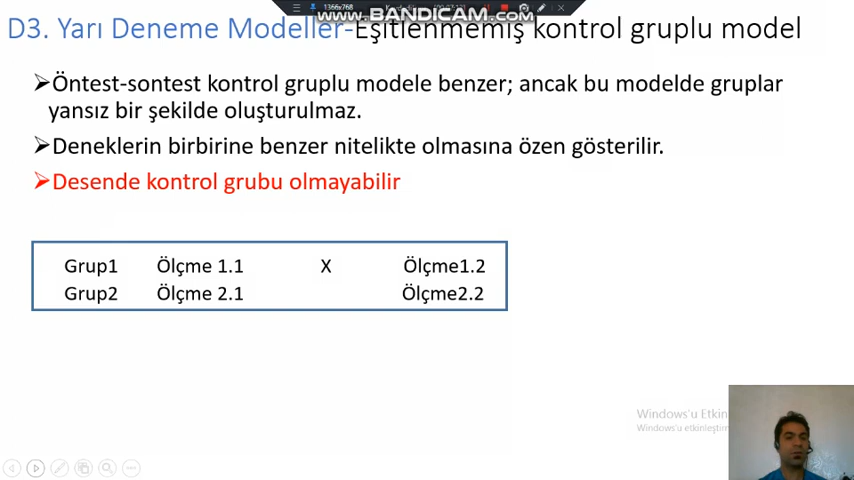 1366x768
www.BANDICAM.com
D3. Yarı Deneme Modeller-Eşitlenmemiş kontrol gruplu model
Öntest-sontest kontrol gruplu modele benzer; ancak bu modelde gruplar
yansız bir şekilde oluşturulmaz.
Deneklerin birbirine benzer nitelikte olmasına özen gösterilir.
Desende kontrol grubu olmayabilir
Grup1 Ölçme 1.1 X Ölçme1.2
Grup2 Ölçme 2.1 Ölçme2.2
Windows'u Etkin
Windows'u etkinleştir